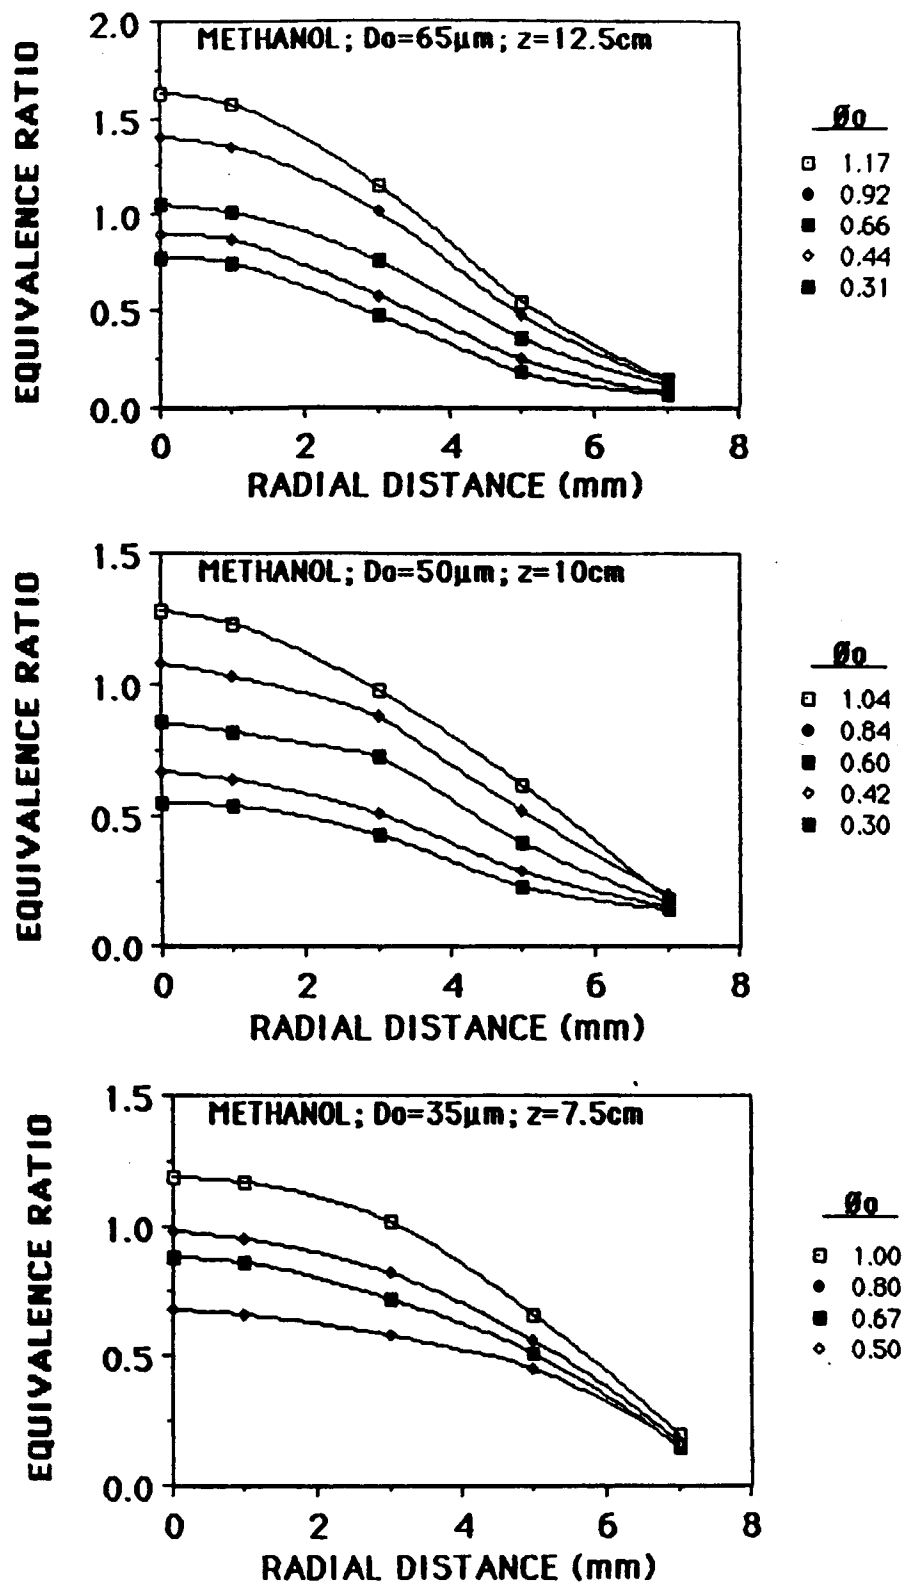 METHANOL; Do=65µm; z=12.5cm
EQUIVALENCE RATIO
2.0
1.5
1.0
0.5
0.0
0 2 4 6 8
RADIAL DISTANCE (mm)
Øo
1.17
0.92
0.66
0.44
0.31
METHANOL; Do=50µm; z=10cm
EQUIVALENCE RATIO
1.5
1.0
0.5
0.0
0 2 4 6 8
RADIAL DISTANCE (mm)
Øo
1.04
0.84
0.60
0.42
0.30
METHANOL; Do=35µm; z=7.5cm
EQUIVALENCE RATIO
1.5
1.0
0.5
0.0
0 2 4 6 8
RADIAL DISTANCE (mm)
Øo
1.00
0.80
0.67
0.50